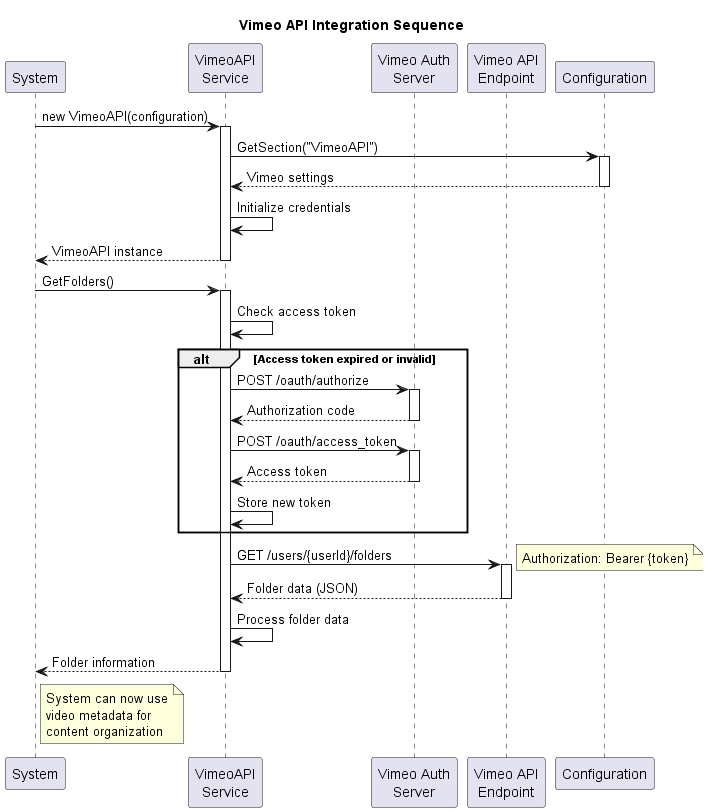 Vimeo API Integration Sequence
System
VimeoAPI
Service
Vimeo Auth
Server
Vimeo API
Endpoint
Configuration
new VimeoAPI(configuration)
GetSection("VimeoAPI")
Vimeo settings
Initialize credentials
VimeoAPI instance
GetFolders()
Check access token
alt
[Access token expired or invalid]
POST /oauth/authorize
Authorization code
POST /oauth/access_token
Access token
Store new token
GET /users/{userId}/folders
Authorization: Bearer {token}
Folder data (JSON)
Process folder data
Folder information
System can now use
video metadata for
content organization
System
VimeoAPI
Service
Vimeo Auth
Server
Vimeo API
Endpoint
Configuration